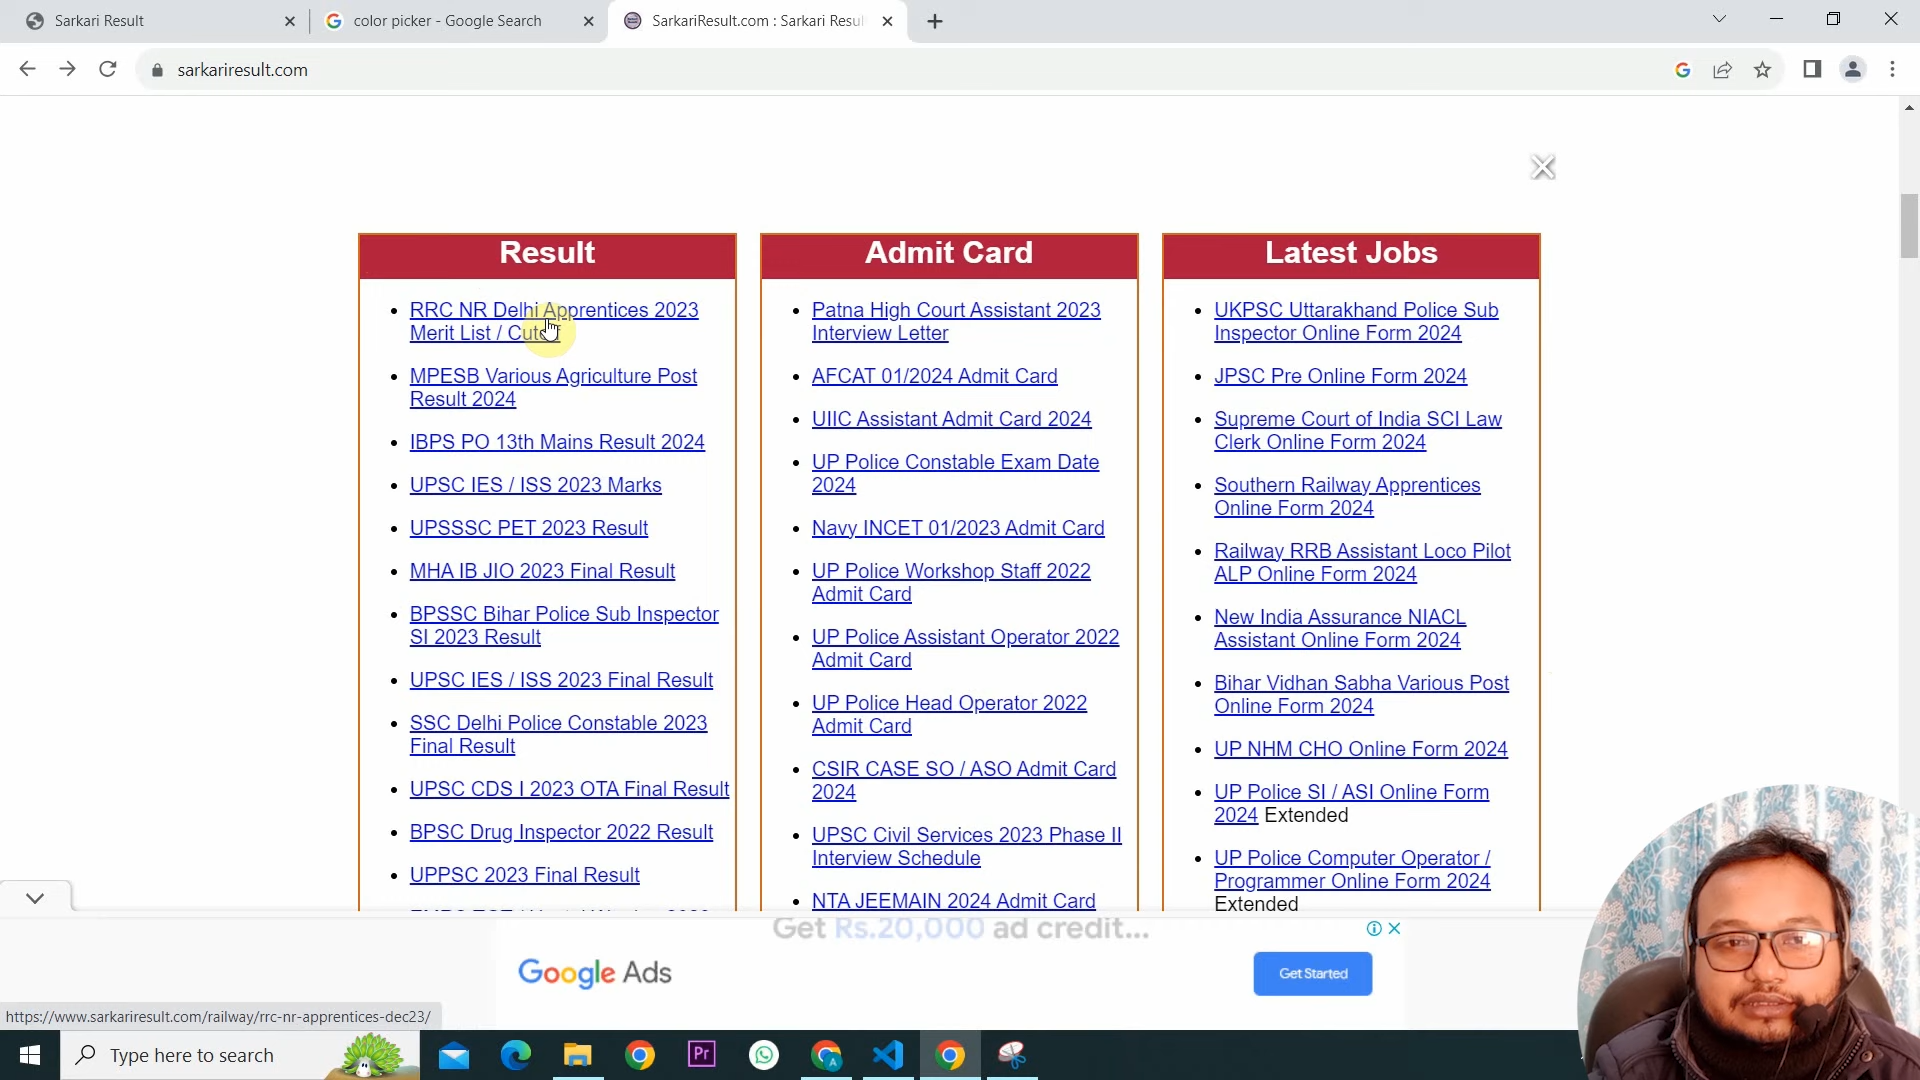 Sarkari Result
color picker - Google Search
SarkariResult.com : Sarkari Resul
sarkariresult.com
Result
RRC NR Delhi Apprentices 2023
Merit List / Cutoff
MPESB Various Agriculture Post
Result 2024
IBPS PO 13th Mains Result 2024
UPSC IES / ISS 2023 Marks
UPSSSC PET 2023 Result
MHA IB JIO 2023 Final Result
BPSSC Bihar Police Sub Inspector
SI 2023 Result
UPSC IES / ISS 2023 Final Result
SSC Delhi Police Constable 2023
Final Result
UPSC CDS I 2023 OTA Final Result
BPSC Drug Inspector 2022 Result
UPPSC 2023 Final Result
Admit Card
Patna High Court Assistant 2023
Interview Letter
AFCAT 01/2024 Admit Card
UIIC Assistant Admit Card 2024
UP Police Constable Exam Date
2024
Navy INCET 01/2023 Admit Card
UP Police Workshop Staff 2022
Admit Card
UP Police Assistant Operator 2022
Admit Card
UP Police Head Operator 2022
Admit Card
CSIR CASE SO / ASO Admit Card
2024
UPSC Civil Services 2023 Phase II
Interview Schedule
NTA JEEMAIN 2024 Admit Card
Latest Jobs
UKPSC Uttarakhand Police Sub
Inspector Online Form 2024
JPSC Pre Online Form 2024
Supreme Court of India SCI Law
Clerk Online Form 2024
Southern Railway Apprentices
Online Form 2024
Railway RRB Assistant Loco Pilot
ALP Online Form 2024
New India Assurance NIACL
Assistant Online Form 2024
Bihar Vidhan Sabha Various Post
Online Form 2024
UP NHM CHO Online Form 2024
UP Police SI / ASI Online Form
2024 Extended
UP Police Computer Operator /
Programmer Online Form 2024
Extended
Get Rs.20,000 ad credit...
Google Ads
Get Started
https://www.sarkariresult.com/railway/rrc-nr-apprentices-dec23/
Type here to search
Pr
A